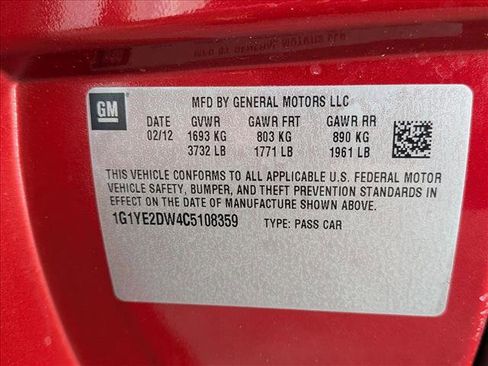 MFD BY GENERAL MOTORS LLC
GM
DATE GVWR GAWR FRT GAWR RR
02/12 1693 KG 803 KG 890 KG
3732 LB 1771 LB 1961 LB
THIS VEHICLE CONFORMS TO ALL APPLICABLE U.S. FEDERAL MOTOR
VEHICLE SAFETY, BUMPER, AND THEFT PREVENTION STANDARDS IN
EFFECT ON THE DATE OF MANUFACTURE SHOWN ABOVE.
1G1YE2DW4C5108359 TYPE: PASS CAR